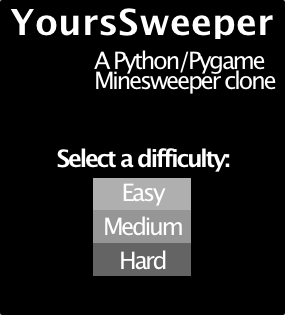 YoursSweeper
A Python/Pygame
Minesweeper clone
Select a difficulty:
Easy
Medium
Hard